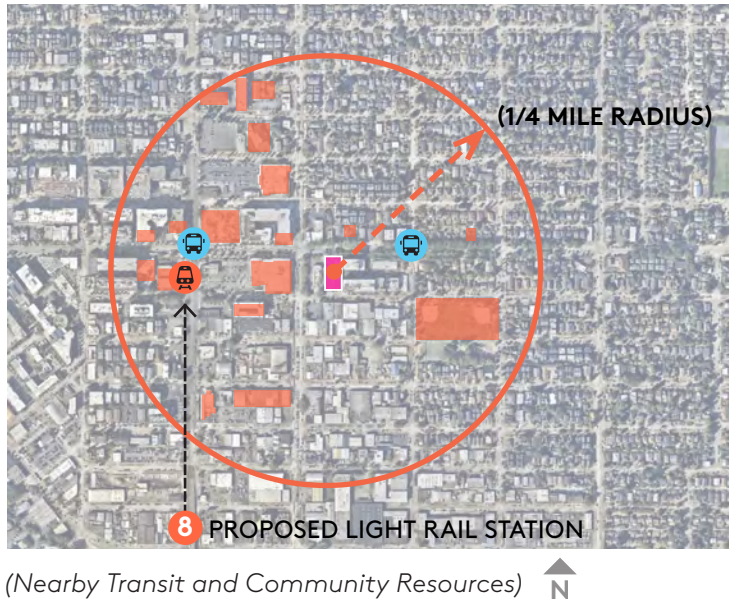 (1/4 MILE RADIUS)
8 PROPOSED LIGHT RAIL STATION
(Nearby Transit and Community Resources)
N